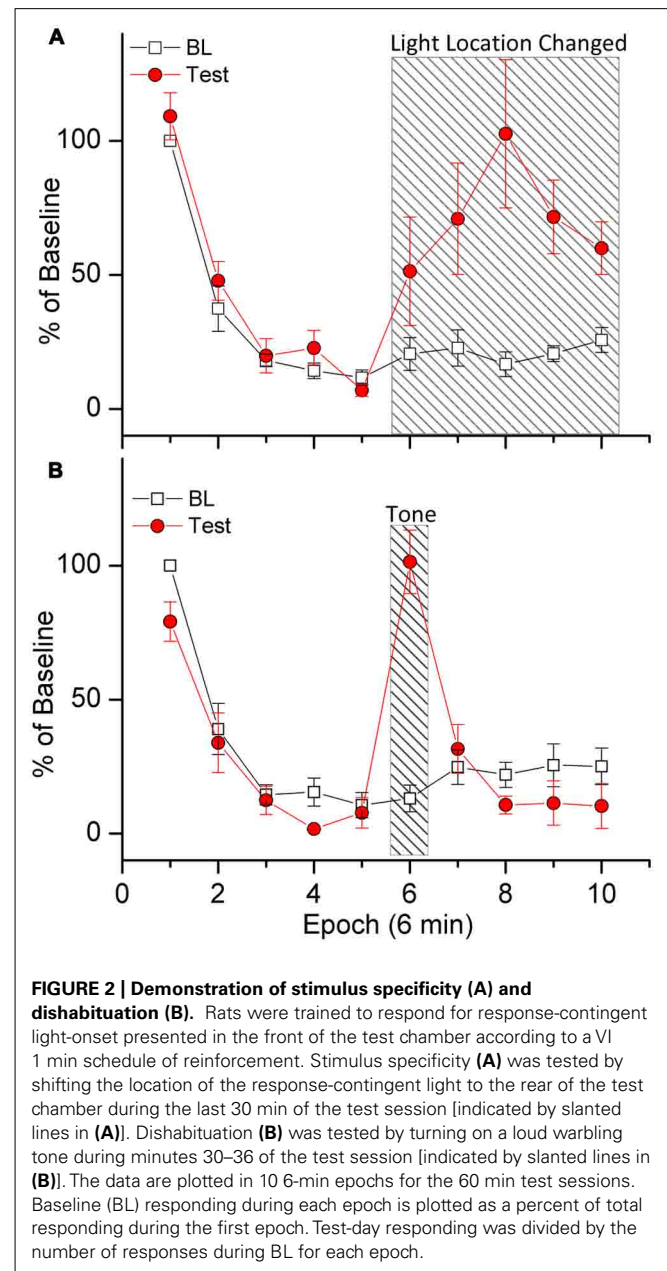 A
Light Location Changed
BL
Test
% of Baseline
100
50
0
B
BL
Test
Tone
% of Baseline
100
50
0
0 2 4 6 8 10
Epoch (6 min)
FIGURE 2 | Demonstration of stimulus specificity (A) and
dishabituation (B). Rats were trained to respond for response-contingent
light-onset presented in the front of the test chamber according to a VI
1 min schedule of reinforcement. Stimulus specificity (A) was tested by
shifting the location of the response-contingent light to the rear of the test
chamber during the last 30 min of the test session [indicated by slanted
lines in (A)]. Dishabituation (B) was tested by turning on a loud warbling
tone during minutes 30–36 of the test session [indicated by slanted lines in
(B)]. The data are plotted in 10 6-min epochs for the 60 min test sessions.
Baseline (BL) responding during each epoch is plotted as a percent of total
responding during the first epoch. Test-day responding was divided by the
number of responses during BL for each epoch.